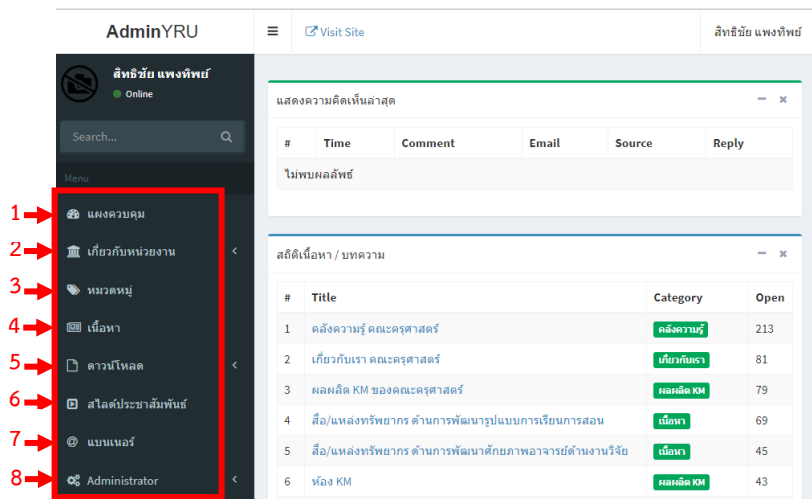 AdminYRU
Visit Site
สิทธิชัย แพงทิพย์
สิทธิชัย แพงทิพย์
Online
Search...
Menu
1 แผงควบคุม
2 เกี่ยวกับหน่วยงาน
3 หมวดหมู่
4 เนื้อหา
5 ดาวน์โหลด
6 สไลด์ประชาสัมพันธ์
7 แบนเนอร์
8 Administrator
แสดงความคิดเห็นล่าสุด
# Time Comment Email Source Reply
ไม่พบผลลัพธ์
สถิติเนื้อหา / บทความ
# Title Category Open
1 คลังความรู้ คณะครุศาสตร์ คลังความรู้ 213
2 เกี่ยวกับเรา คณะครุศาสตร์ เกี่ยวกับเรา 81
3 ผลผลิต KM ของคณะครุศาสตร์ ผลผลิต KM 79
4 สื่อ/แหล่งทรัพยากร ด้านการพัฒนารูปแบบการเรียนการสอน เนื้อหา 69
5 สื่อ/แหล่งทรัพยากร ด้านการพัฒนาศักยภาพอาจารย์ด้านงานวิจัย เนื้อหา 45
6 ห้อง KM ผลผลิต KM 43